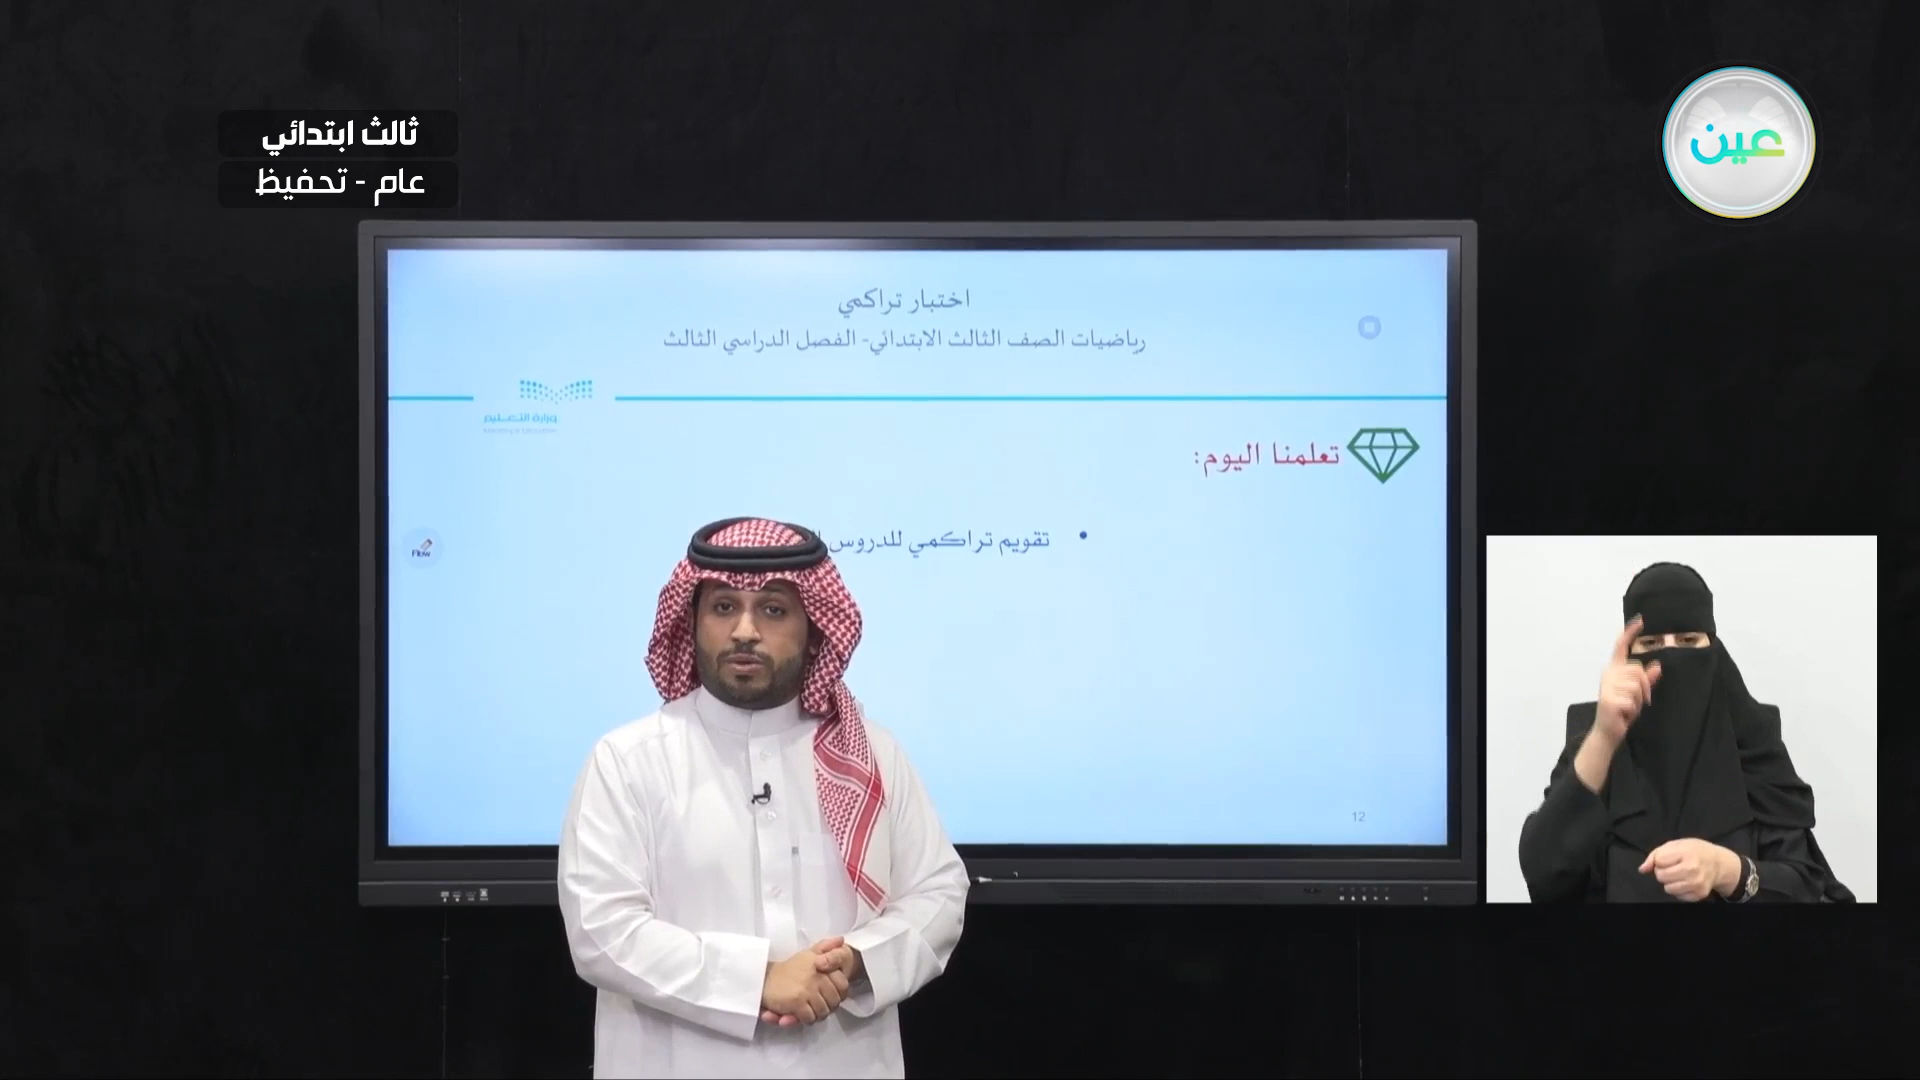 ثالث ابتدائي
عام - تحفيظ
عين
اختبار تراكمي
رياضيات الصف الثالث الابتدائي- الفصل الدراسي الثالث
وزارة التعليم
تعلمنا اليوم:
• تقويم تراكمي للدروس
Flow
12